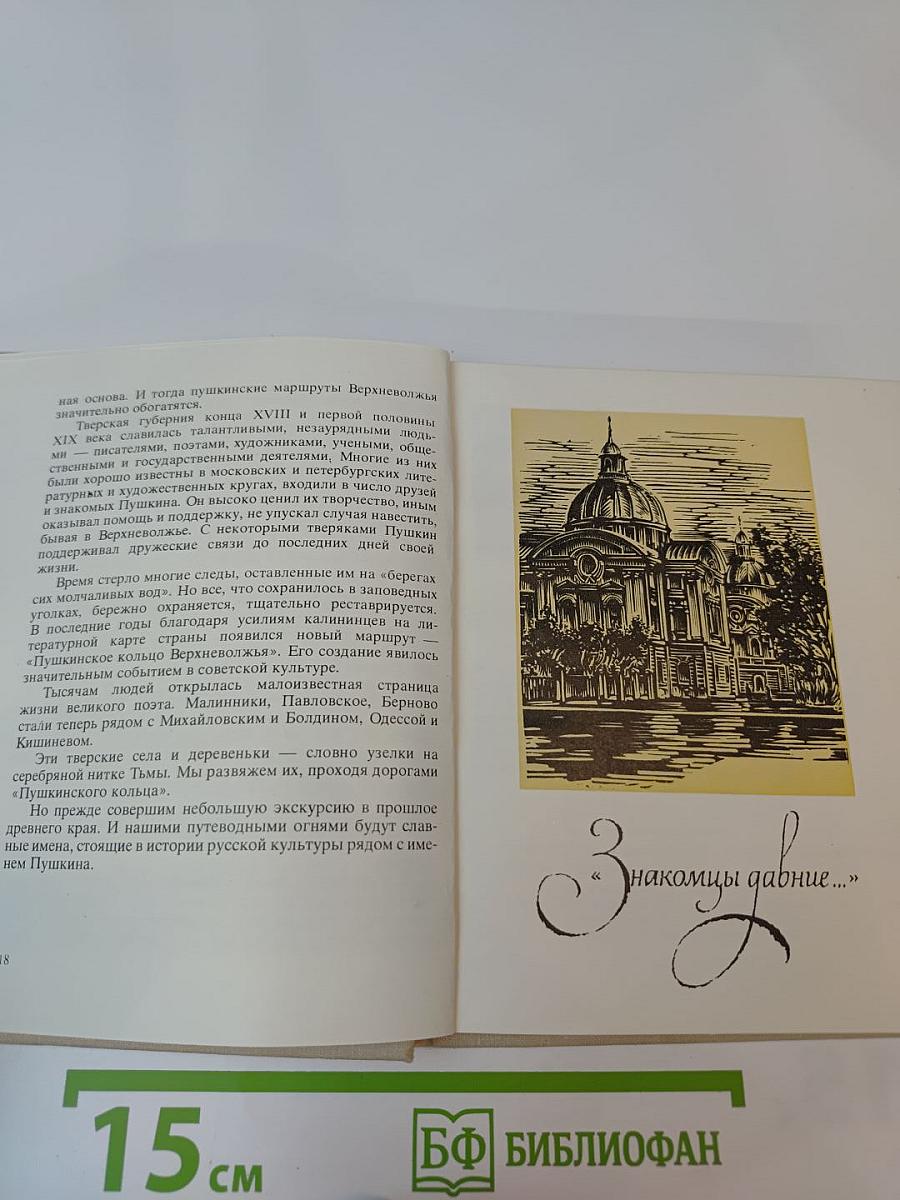 ная основа. И тогда пушкинские маршруты Верхневолжья
значительно обогатятся.
Тверская губерния конца XVIII и первой половины
XIX века славилась талантливыми, незаурядными людь-
ми — писателями, поэтами, художниками, учеными, обще-
ственными и государственными деятелями, Многие из них
были хорошо известны в московских и петербургских лите-
ратурных и художественных кругах, входили в число друзей
и знакомых Пушкина. Он высоко ценил их творчество, иным
оказывал помощь и поддержку, не упускал случая навестить,
бывая в Верхневолжье. С некоторыми тверяками Пушкин
поддерживал дружеские связи до последних дней своей
жизни.
Время стерло многие следы, оставленные им на «берегах
сих молчаливых вод». Но все, что сохранилось в заповедных
уголках, бережно охраняется, тщательно реставрируется.
В последние годы благодаря усилиям калининцев на ли-
тературной карте страны появился новый маршрут —
«Пушкинское кольцо Верхневолжья». Его создание явилось
значительным событием в советской культуре.
Тысячам людей открылась малоизвестная страница
жизни великого поэта. Малинники, Павловское, Берново
стали теперь рядом с Михайловским и Болдином, Одессой и
Кишиневом.
Эти тверские села и деревеньки — словно узелки на
серебряной нитке Тьмы. Мы развяжем их, проходя дорогами
«Пушкинского кольца».
Но прежде совершим небольшую экскурсию в прошлое
древнего края. И нашими путеводными огнями будут слав-
ные имена, стоящие в истории русской культуры рядом с име-
нем Пушкина.
18
«Знакомцы давние...»
15 см
БФ БИБЛИОФАН